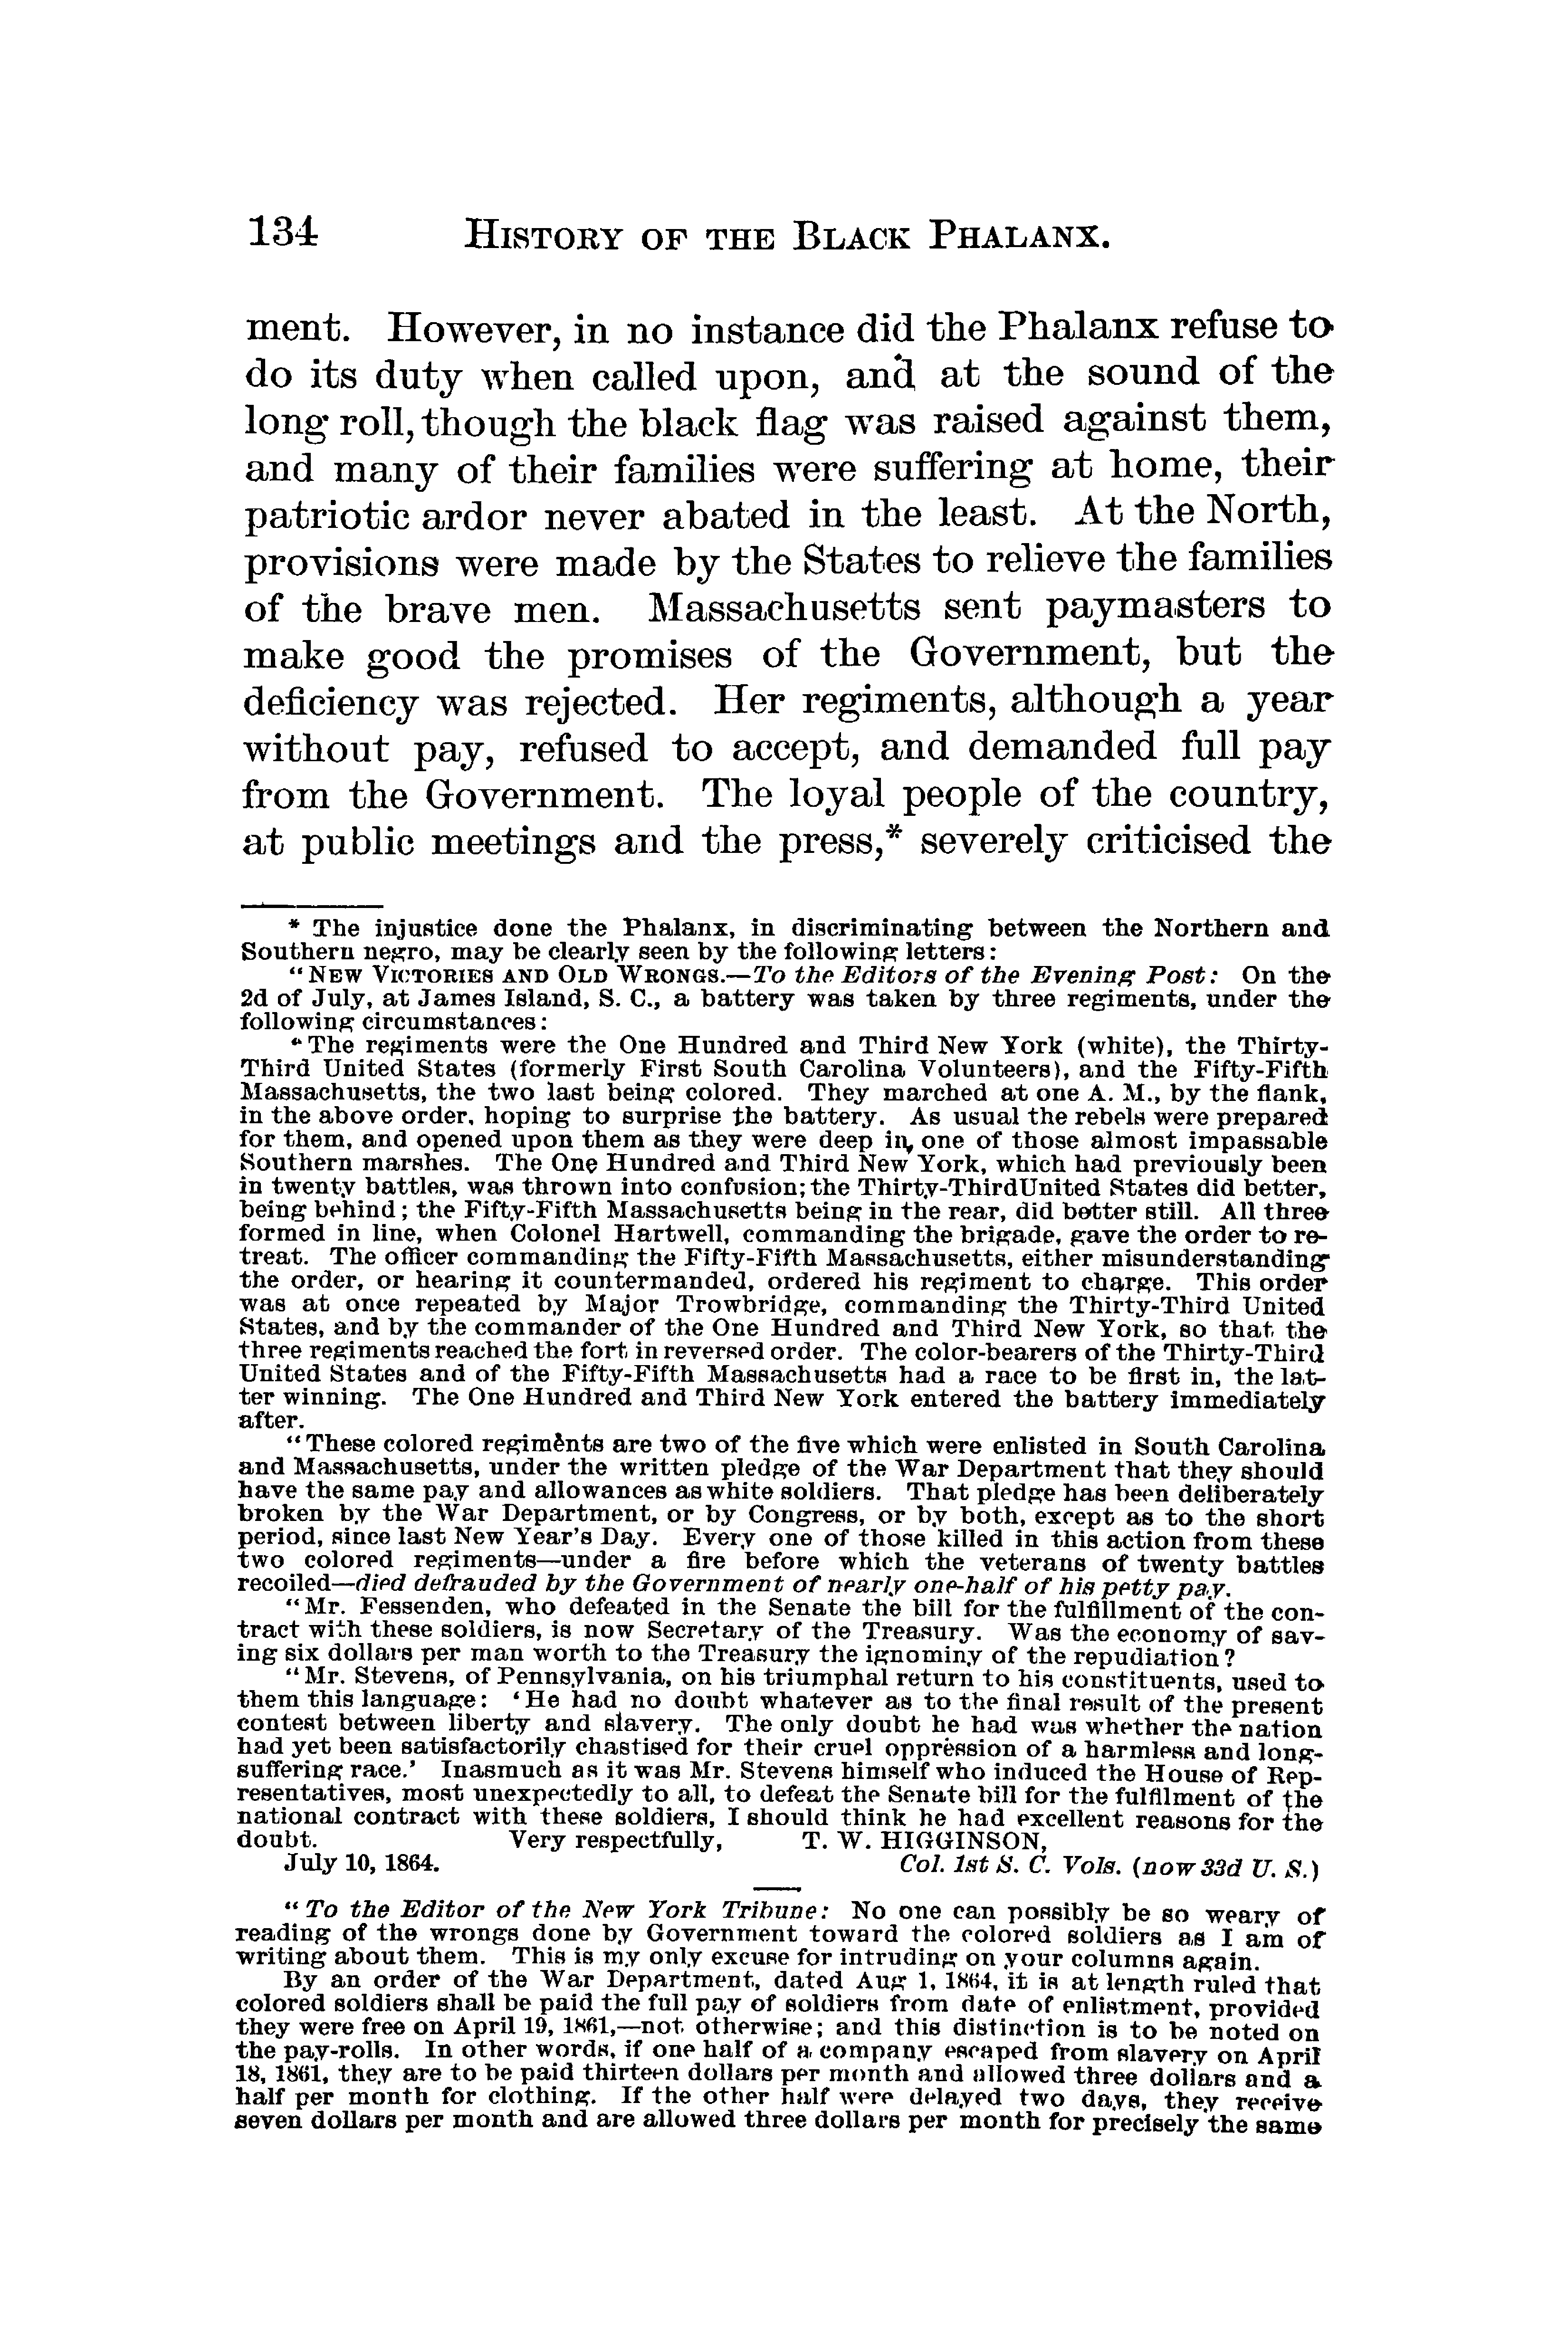 134 HISTORY OF THE BLACK PHALANX.
ment. However, in no instance did the Phalanx refuse to
do its duty when called upon, and at the sound of the
long roll, though the black flag was raised against them,
and many of their families were suffering at home, their
patriotic ardor never abated in the least. At the North,
provisions were made by the States to relieve the families
of the brave men. Massachusetts sent paymasters to
make good the promises of the Government, but the
deficiency was rejected. Her regiments, although a year
without pay, refused to accept, and demanded full pay
from the Government. The loyal people of the country,
at public meetings and the press,* severely criticised the
* The injustice done the Phalanx, in discriminating between the Northern and
Southern negro, may be clearly seen by the following letters:
"NEW VICTORIES AND OLD WRONGS.—To the Editors of the Evening Post: On the
2d of July, at James Island, S. C., a battery was taken by three regiments, under the
following circumstances:
"The regiments were the One Hundred and Third New York (white), the Thirty-
Third United States (formerly First South Carolina Volunteers), and the Fifty-Fifth
Massachusetts, the two last being colored. They marched at one A. M., by the flank,
in the above order, hoping to surprise the battery. As usual the rebels were prepared
for them, and opened upon them as they were deep in one of those almost impassable
Southern marshes. The One Hundred and Third New York, which had previously been
in twenty battles, was thrown into confusion; the Thirty-Third United States did better,
being behind; the Fifty-Fifth Massachusetts being in the rear, did better still. All three
formed in line, when Colonel Hartwell, commanding the brigade, gave the order to re-
treat. The officer commanding the Fifty-Fifth Massachusetts, either misunderstanding
the order, or hearing it countermanded, ordered his regiment to charge. This order
was at once repeated by Major Trowbridge, commanding the Thirty-Third United
States, and by the commander of the One Hundred and Third New York, so that the
three regiments reached the fort in reversed order. The color-bearers of the Thirty-Third
United States and of the Fifty-Fifth Massachusetts had a race to be first in, the lat-
ter winning. The One Hundred and Third New York entered the battery immediately
after.
"These colored regiments are two of the five which were enlisted in South Carolina
and Massachusetts, under the written pledge of the War Department that they should
have the same pay and allowances as white soldiers. That pledge has been deliberately
broken by the War Department, or by Congress, or by both, except as to the short
period, since last New Year's Day. Every one of those killed in this action from these
two colored regiments—under a fire before which the veterans of twenty battles
recoiled—died defrauded by the Government of nearly one-half of his petty pay.
"Mr. Fessenden, who defeated in the Senate the bill for the fulfillment of the con-
tract with these soldiers, is now Secretary of the Treasury. Was the economy of sav-
ing six dollars per man worth to the Treasury the ignominy of the repudiation?
"Mr. Stevens, of Pennsylvania, on his triumphal return to his constituents, used to
them this language: 'He had no doubt whatever as to the final result of the present
contest between liberty and slavery. The only doubt he had was whether the nation
had yet been satisfactorily chastised for their cruel oppression of a harmless and long-
suffering race.' Inasmuch as it was Mr. Stevens himself who induced the House of Rep-
resentatives, most unexpectedly to all, to defeat the Senate bill for the fulfilment of the
national contract with these soldiers, I should think he had excellent reasons for the
doubt. Very respectfully, T. W. HIGGINSON,
July 10, 1864. Col. 1st S. C. Vols. (now 33d U. S.)
"To the Editor of the New York Tribune: No one can possibly be so weary of
reading of the wrongs done by Government toward the colored soldiers as I am of
writing about them. This is my only excuse for intruding on your columns again.
By an order of the War Department, dated Aug 1, 1864, it is at length ruled that
colored soldiers shall be paid the full pay of soldiers from date of enlistment, provided
they were free on April 19, 1861,—not otherwise; and this distinction is to be noted on
the pay-rolls. In other words, if one half of a company escaped from slavery on April
18, 1861, they are to be paid thirteen dollars per month and allowed three dollars and a
half per month for clothing. If the other half were delayed two days, they receive
seven dollars per month and are allowed three dollars per month for precisely the same